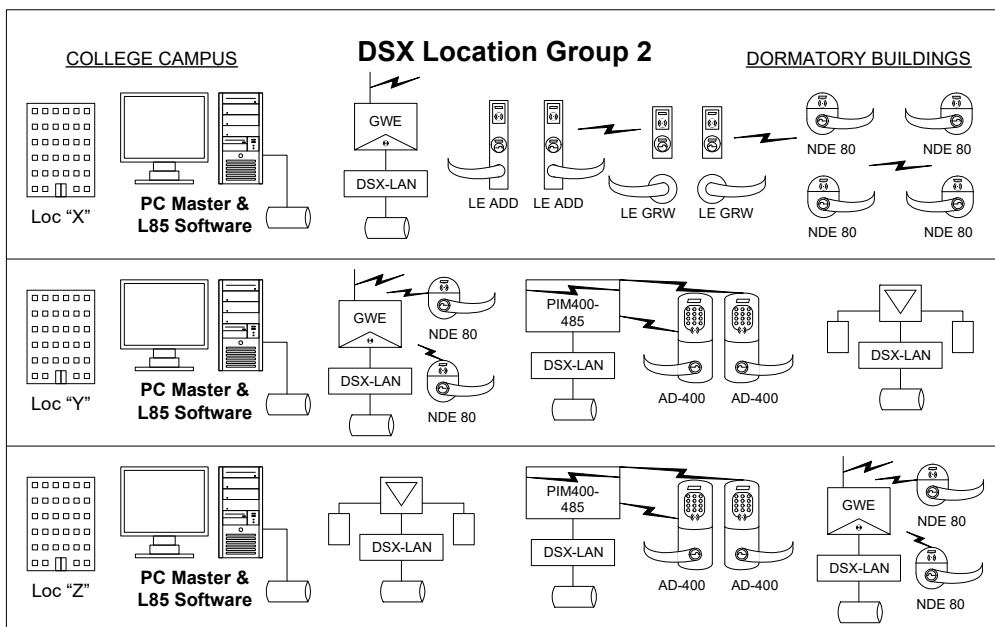 COLLEGE CAMPUS
DSX Location Group 2
DORMATORY BUILDINGS
GWE
DSX-LAN
LE ADD
LE ADD
LE GRW
LE GRW
NDE 80
NDE 80
NDE 80
NDE 80
Loc “X”
PC Master &
L85 Software
GWE
DSX-LAN
NDE 80
NDE 80
PIM400-
485
DSX-LAN
AD-400
AD-400
DSX-LAN
Loc “Y”
PC Master &
L85 Software
DSX-LAN
PIM400-
485
DSX-LAN
AD-400
AD-400
GWE
DSX-LAN
NDE 80
NDE 80
Loc “Z”
PC Master &
L85 Software